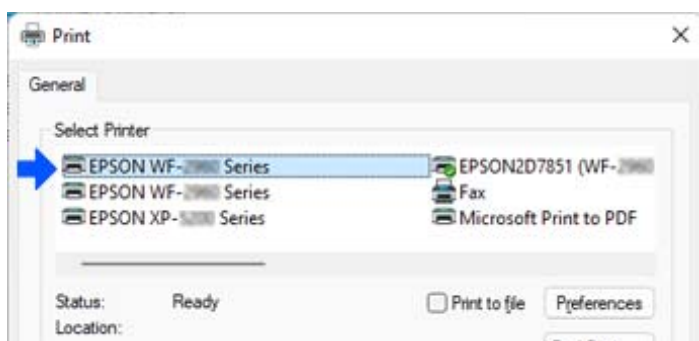 Print
General
Select Printer
EPSON WF- Series
EPSON2D7851 (WF-
EPSON WF- Series
Fax
EPSON XP- Series
Microsoft Print to PDF
Status: Ready
Print to file
Preferences
Location: